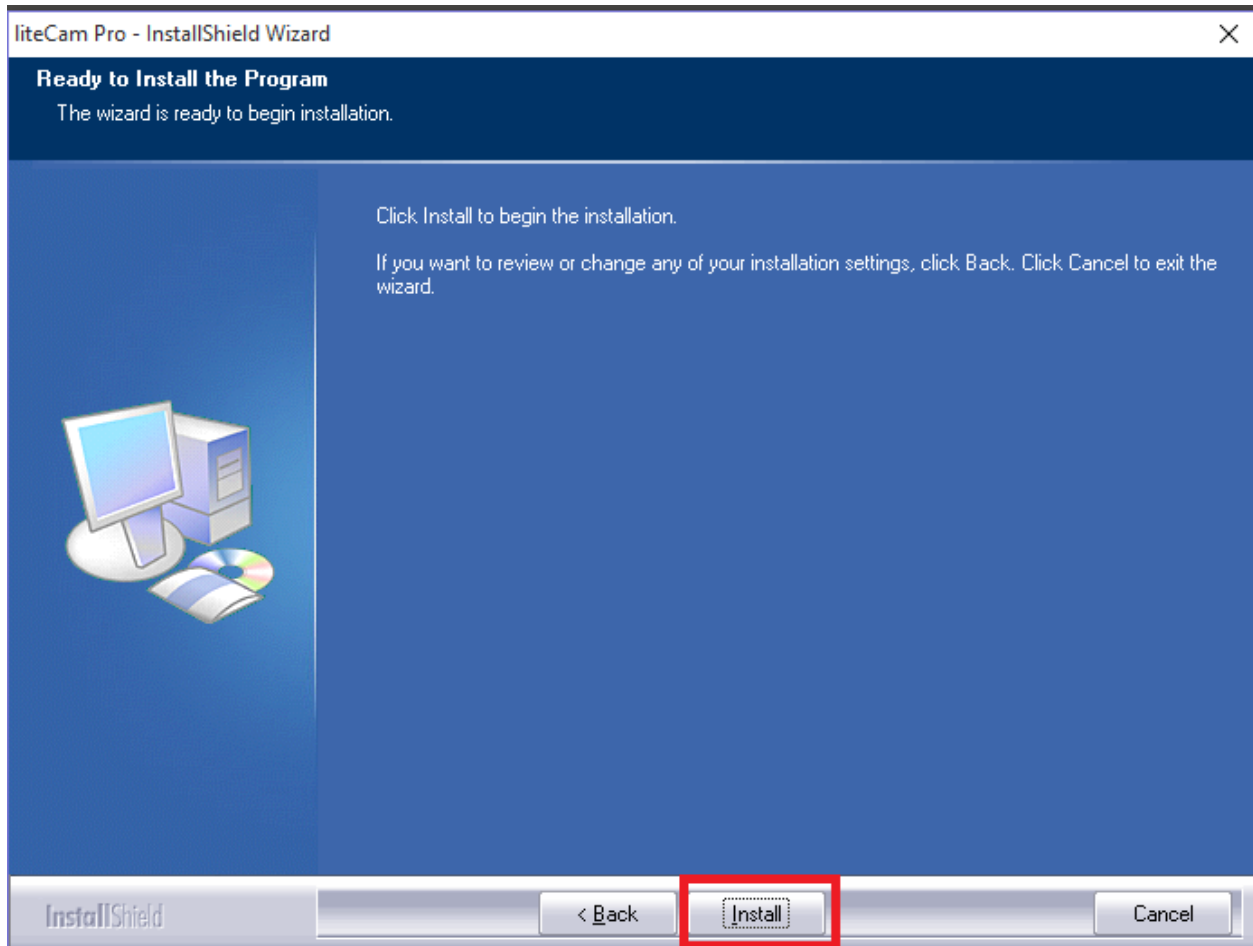 liteCam Pro - InstallShield Wizard
Ready to Install the Program
The wizard is ready to begin installation.
Click Install to begin the installation.
If you want to review or change any of your installation settings, click Back. Click Cancel to exit the
wizard.
InstallShield
< Back
Install
Cancel